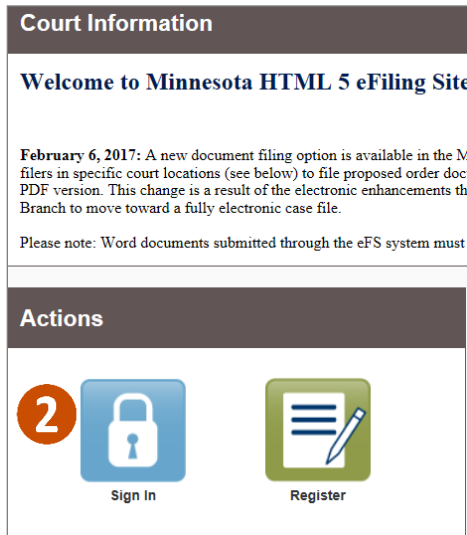 Court Information
Welcome to Minnesota HTML 5 eFiling Site
February 6, 2017: A new document filing option is available in the M
filers in specific court locations (see below) to file proposed order doc
PDF version. This change is a result of the electronic enhancements th
Branch to move toward a fully electronic case file.
Please note: Word documents submitted through the eFS system must
Actions
2
Sign In
Register